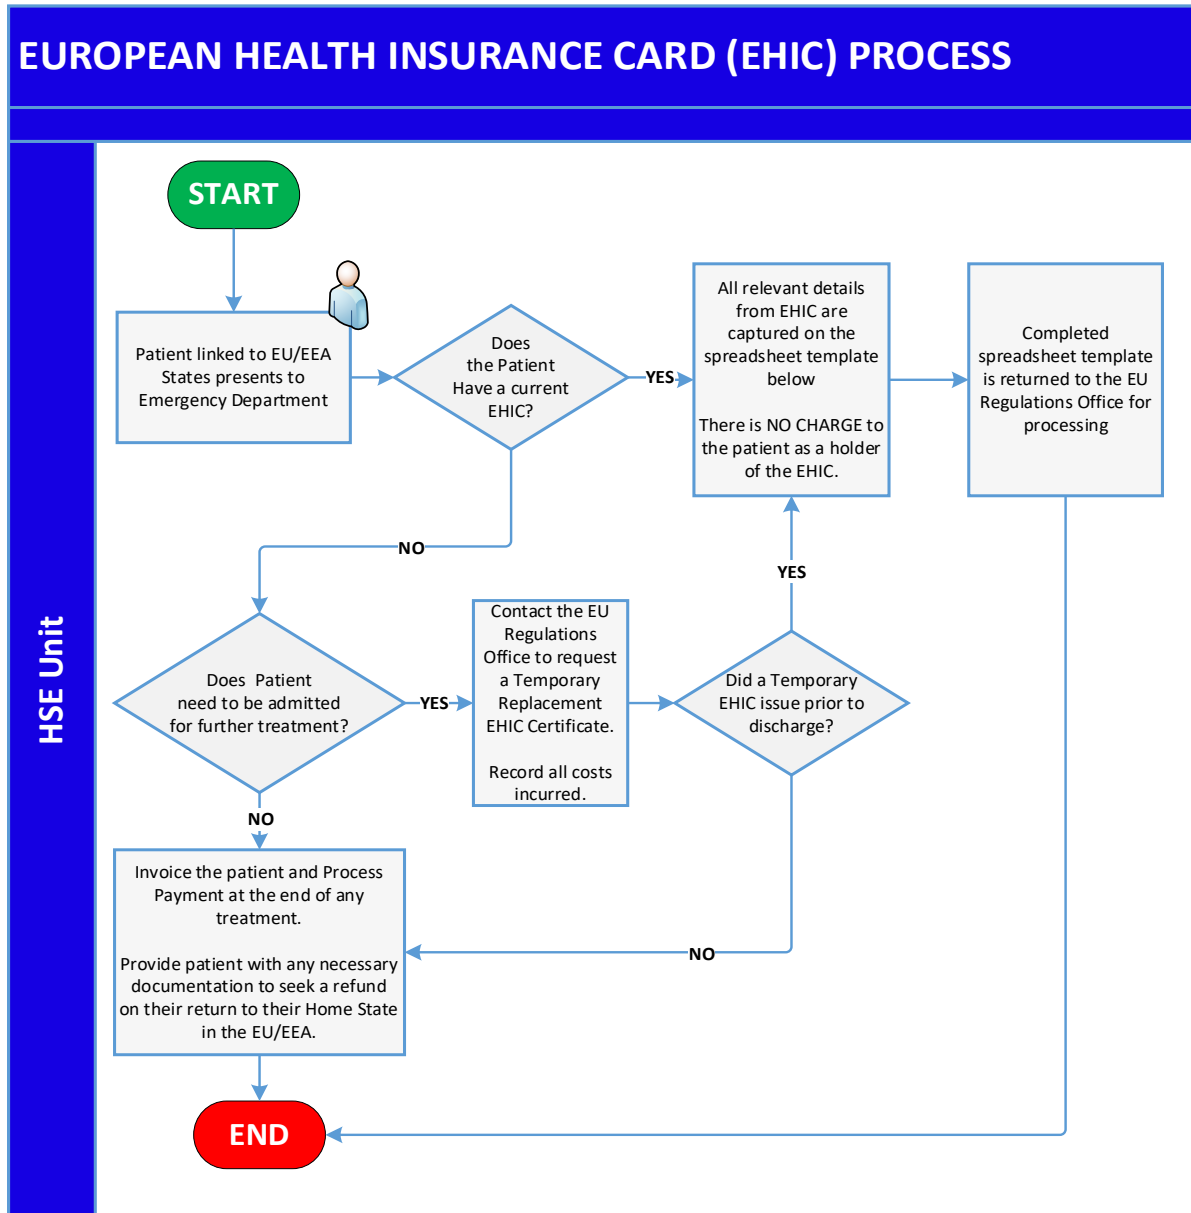 EUROPEAN HEALTH INSURANCE CARD (EHIC) PROCESS
HSE Unit
START
Patient linked to EU/EEA
States presents to
Emergency Department
Does
the Patient
Have a current
EHIC?
YES
All relevant details
from EHIC are
captured on the
spreadsheet template
below
There is NO CHARGE to
the patient as a holder
of the EHIC.
Completed
spreadsheet template
is returned to the EU
Regulations Office for
processing
NO
Does Patient
need to be admitted
for further treatment?
YES
Contact the EU
Regulations
Office to request
a Temporary
Replacement
EHIC Certificate.
Record all costs
incurred.
Did a Temporary
EHIC issue prior to
discharge?
YES
NO
NO
Invoice the patient and Process
Payment at the end of any
treatment.
Provide patient with any necessary
documentation to seek a refund
on their return to their Home State
in the EU/EEA.
END